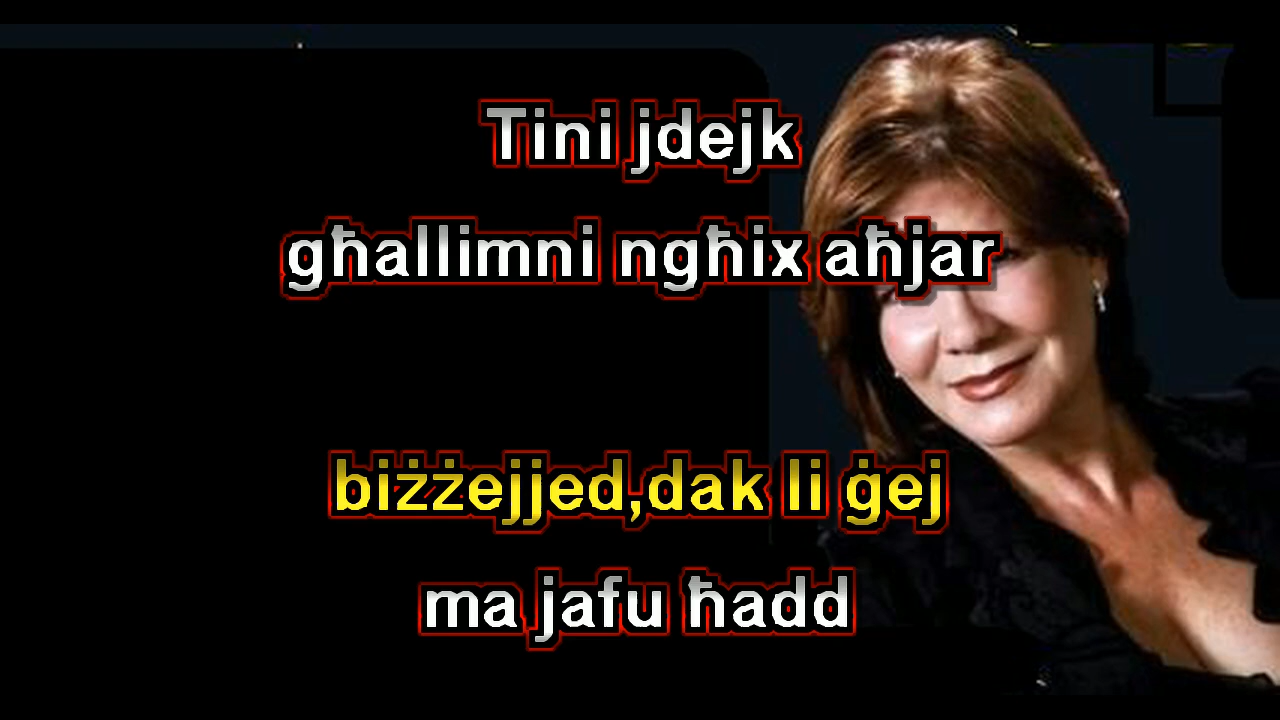 Tini jdejk
għallimni ngħix aħjar
biżżejjed,dak li ġej
ma jafu ħadd